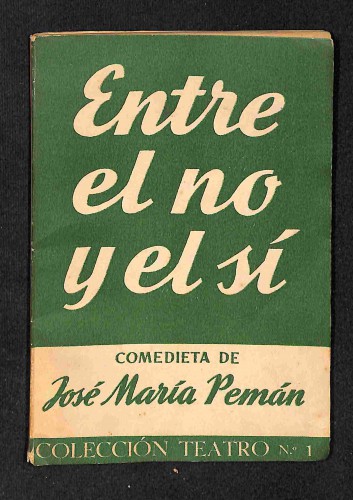 Entre
el no
y el sí
COMEDIETA DE
José María Pemán
COLECCIÓN TEATRO N.º 1